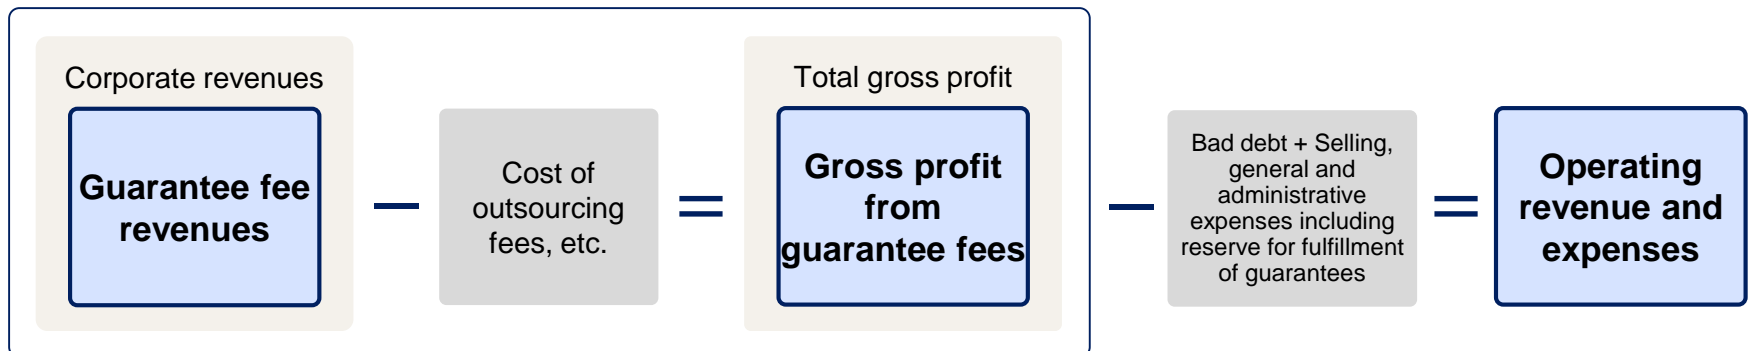 Corporate revenues
Guarantee fee
revenues
—
Cost of
outsourcing
fees, etc.
=
Total gross profit
Gross profit
from
guarantee fees
—
Bad debt + Selling,
general and
administrative
expenses including
reserve for fulfillment
of guarantees
=
Operating
revenue and
expenses